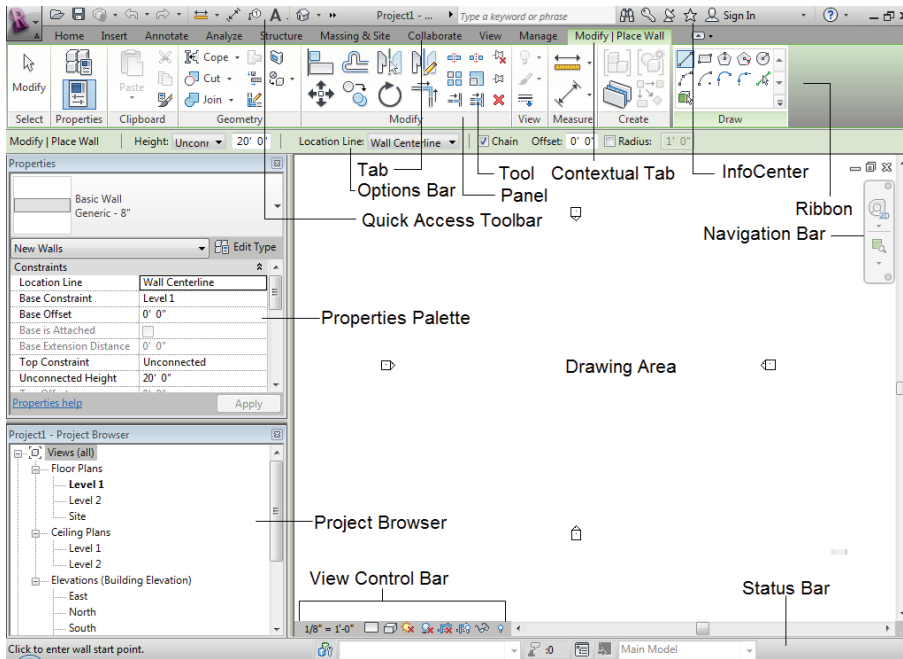 Project1 - ... Type a keyword or phrase Sign In
Home Insert Annotate Analyze Structure Massing & Site Collaborate View Manage Modify | Place Wall
Modify Paste Cope Cut Join
Select Properties Clipboard Geometry Modify View Measure Create Draw
Modify | Place Wall Height: Unconr 20' 0" Location Line: Wall Centerline Chain Offset: 0' 0" Radius: 1' 0"
Properties
Basic Wall
Generic - 8"
New Walls Edit Type
Constraints
Location Line Wall Centerline
Base Constraint Level 1
Base Offset 0' 0"
Base is Attached
Base Extension Distance 0' 0"
Top Constraint Unconnected
Unconnected Height 20' 0"
Properties help Apply
Project1 - Project Browser
Views (all)
Floor Plans
Level 1
Level 2
Site
Ceiling Plans
Level 1
Level 2
Elevations (Building Elevation)
East
North
South
Tab
Options Bar
Tool
Panel
Contextual Tab
InfoCenter
Quick Access Toolbar
Ribbon
Navigation Bar
2D
Properties Palette
Drawing Area
Project Browser
View Control Bar
Status Bar
1/8" = 1'-0"
Click to enter wall start point. :0 Main Model